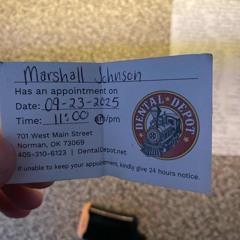 Marshall Johnson
Has an appointment on
Date: 09-23-2025
Time: 11:00 am/pm
701 West Main Street
Norman, OK 73069
405-310-6123 | DentalDepot.net
If unable to keep your appointment, kindly give 24 hours notice.
DENTAL DEPOT